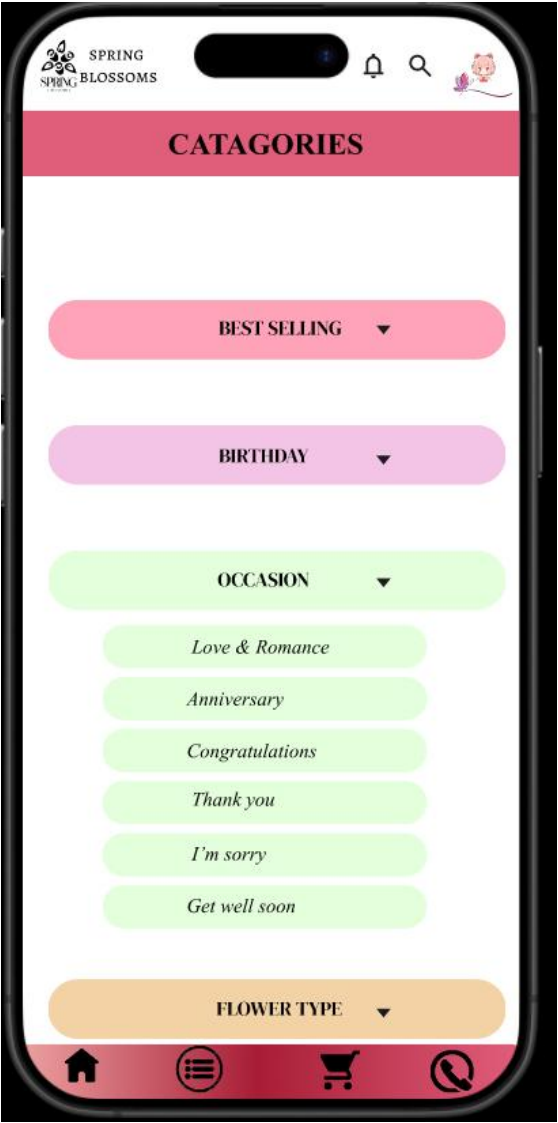 SPRING
BLOSSOMS
SPRING
CATAGORIES
BEST SELLING
BIRTHDAY
OCCASION
Love & Romance
Anniversary
Congratulations
Thank you
I’m sorry
Get well soon
FLOWER TYPE